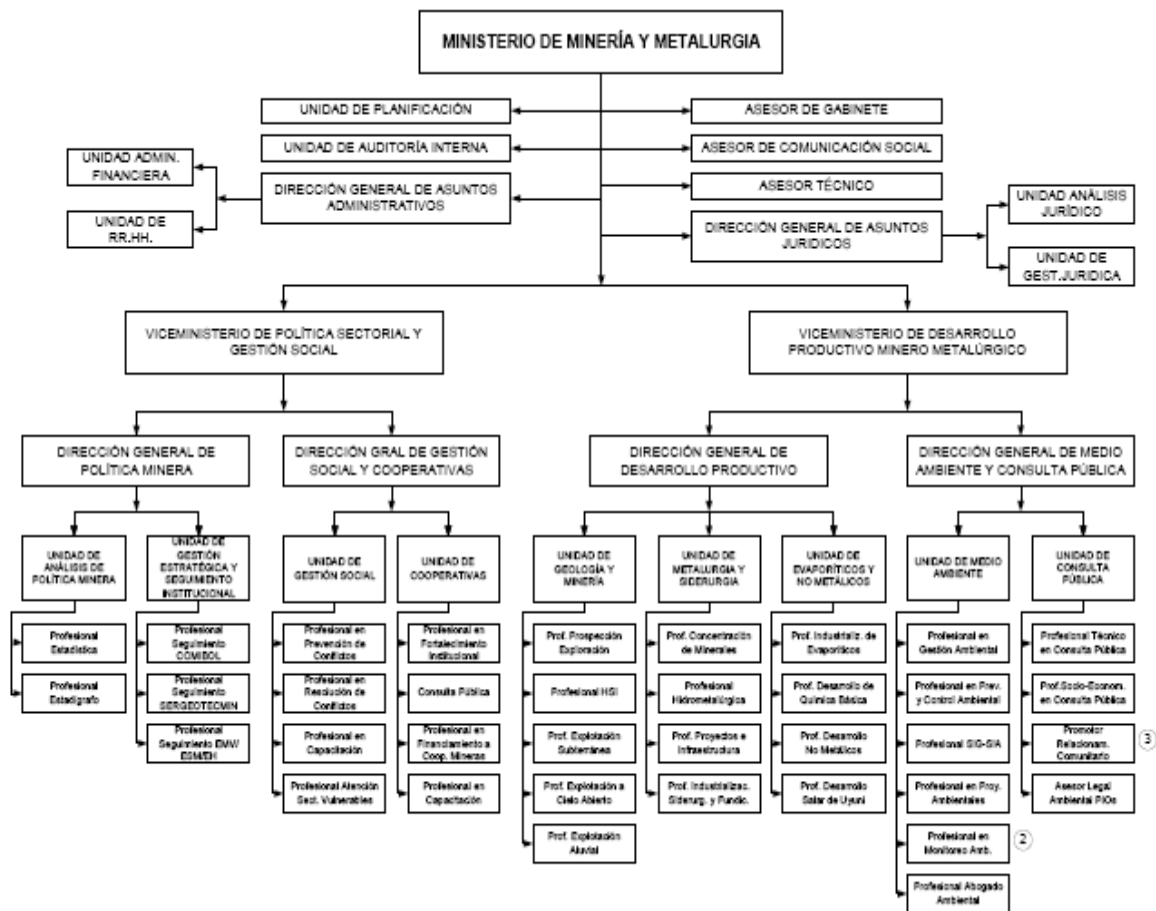 MINISTERIO DE MINERÍA Y METALURGIA
UNIDAD DE PLANIFICACIÓN
ASESOR DE GABINETE
UNIDAD DE AUDITORÍA INTERNA
ASESOR DE COMUNICACIÓN SOCIAL
UNIDAD ADMIN.
FINANCIERA
DIRECCIÓN GENERAL DE ASUNTOS
ADMINISTRATIVOS
ASESOR TÉCNICO
UNIDAD DE
RR.HH.
DIRECCIÓN GENERAL DE ASUNTOS
JURIDICOS
UNIDAD ANÁLISIS
JURÍDICO
UNIDAD DE
GEST.JURIDICA
VICEMINISTERIO DE POLÍTICA SECTORIAL Y
GESTIÓN SOCIAL
VICEMINISTERIO DE DESARROLLO
PRODUCTIVO MINERO METALÚRGICO
DIRECCIÓN GENERAL DE
POLÍTICA MINERA
DIRECCIÓN GRAL DE GESTIÓN
SOCIAL Y COOPERATIVAS
DIRECCIÓN GENERAL DE
DESARROLLO PRODUCTIVO
DIRECCIÓN GENERAL DE MEDIO
AMBIENTE Y CONSULTA PÚBLICA
UNIDAD DE
ANÁLISIS DE
POLÍTICA MINERA
UNIDAD DE
GESTIÓN
ESTRATÉGICA Y
SEGUIMIENTO
INSTITUCIONAL
UNIDAD DE
GESTIÓN SOCIAL
UNIDAD DE
COOPERATIVAS
UNIDAD DE
GEOLOGÍA Y
MINERÍA
UNIDAD DE
METALURGIA Y
SIDERURGIA
UNIDAD DE
EVAPORÍTICOS Y
NO METÁLICOS
UNIDAD DE MEDIO
AMBIENTE
UNIDAD DE
CONSULTA
PÚBLICA
Profesional
Estadística
Profesional
Estadígrafo
Profesional
Seguimiento
COMIBOL
Profesional
Seguimiento
SERGEOTECMIN
Profesional
Seguimiento EMV/
ESM/EH
Profesional en
Prevención de
Conflictos
Profesional en
Resolución de
Conflictos
Profesional en
Capacitación
Profesional Atención
Sect. Vulnerables
Profesional en
Fortalecimiento
Institucional
Consulta Pública
Profesional en
Financiamiento a
Coop. Mineras
Profesional en
Capacitación
Prof. Prospección
Exploración
Profesional HSI
Prof. Explotación
Subterránea
Prof. Explotación a
Cielo Abierto
Prof. Explotación
Aluvial
Prof. Concentración
de Minerales
Profesional
Hidrometalúrgica
Prof. Proyectos e
Infraestructura
Prof. Industrializac.
Siderurg. y Fundic.
Prof. Industrializ. de
Evaporíticos
Prof. Desarollo de
Química Básica
Prof. Desarrollo
No Metálicos
Prof. Desarrollo
Salar de Uyuni
Profesional en
Gestión Ambiental
Profesional en Prev.
y Control Ambiental
Profesional SIG-SIA
Profesional en Proy.
Ambientales
Profesional en
Monitoreo Amb.
2
Profesional Abogado
Ambiental
Profesional Técnico
en Consulta Pública
Prof.Socio-Econom.
en Consulta Pública
Promotor
Relacionam.
Comunitario
3
Asesor Legal
Ambiental PIOs